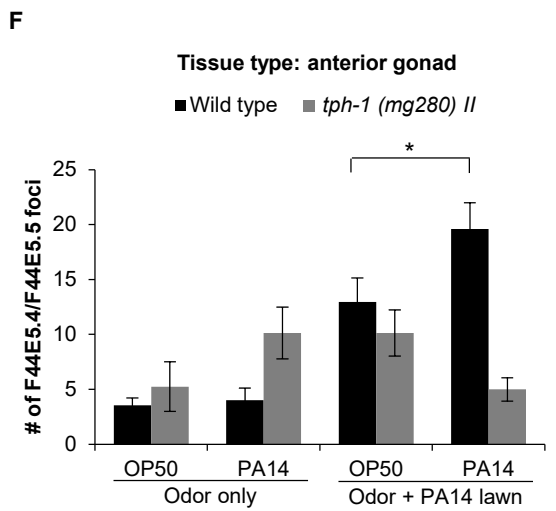 F
Tissue type: anterior gonad
Wild type tph-1 (mg280) II
# of F44E5.4/F44E5.5 foci
25
20
15
10
5
0
*
OP50 PA14 OP50 PA14
Odor only Odor + PA14 lawn